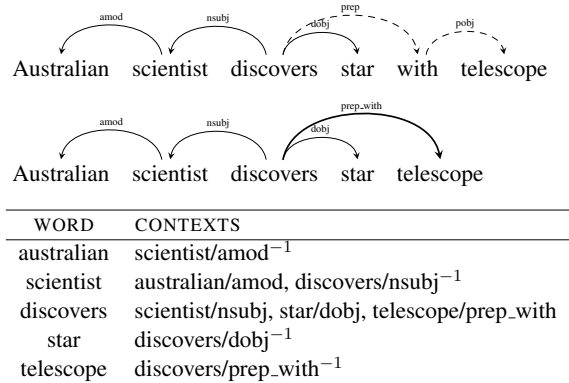 amod nsubj dobj prep pobj
Australian scientist discovers star with telescope
amod nsubj dobj prep_with
Australian scientist discovers star telescope
WORD CONTEXTS
australian scientist/amod⁻¹
scientist australian/amod, discovers/nsubj⁻¹
discovers scientist/nsubj, star/dobj, telescope/prep_with
star discovers/dobj⁻¹
telescope discovers/prep_with⁻¹